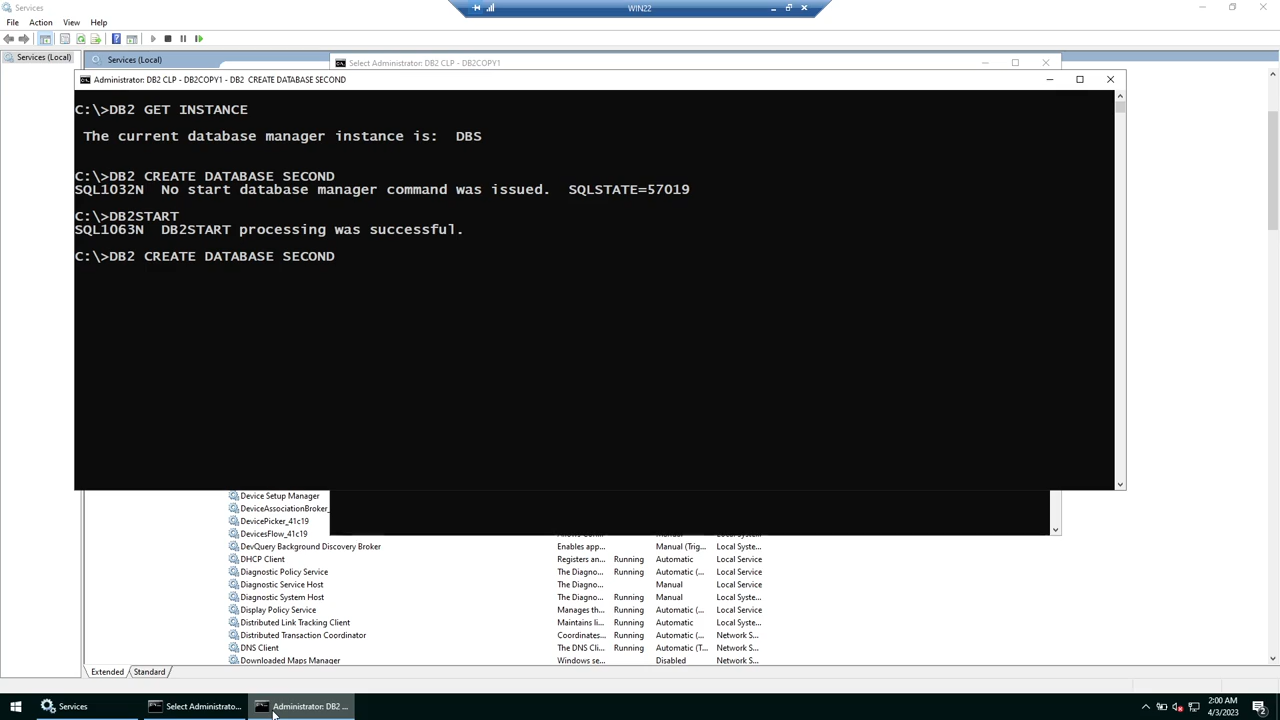 Services
WIN22
File Action View Help
Services (Local)
Services (Local)
Select Administrator: DB2 CLP - DB2COPY1
Administrator: DB2 CLP - DB2COPY1 - DB2 CREATE DATABASE SECOND
C:\>DB2 GET INSTANCE
The current database manager instance is: DBS
C:\>DB2 CREATE DATABASE SECOND
SQL1032N No start database manager command was issued. SQLSTATE=57019
C:\>DB2START
SQL1063N DB2START processing was successful.
C:\>DB2 CREATE DATABASE SECOND
Device Setup Manager
DeviceAssociationBroker_
DevicePicker_41c19
DevicesFlow_41c19
DevQuery Background Discovery Broker Enables app... Manual (Trig... Local Syste...
DHCP Client Registers an... Running Automatic Local Service
Diagnostic Policy Service The Diagno... Running Automatic (... Local Service
Diagnostic Service Host The Diagno... Manual Local Service
Diagnostic System Host The Diagno... Running Manual Local Syste...
Display Policy Service Manages th... Running Automatic (... Local Service
Distributed Link Tracking Client Maintains li... Running Automatic Local Syste...
Distributed Transaction Coordinator Coordinates... Running Automatic (... Network S...
DNS Client The DNS Cli... Running Automatic (T... Network S...
Downloaded Maps Manager Windows se... Disabled Network S...
Extended Standard
Services
Select Administrato...
Administrator: DB2 ...
2:00 AM
4/3/2023
2